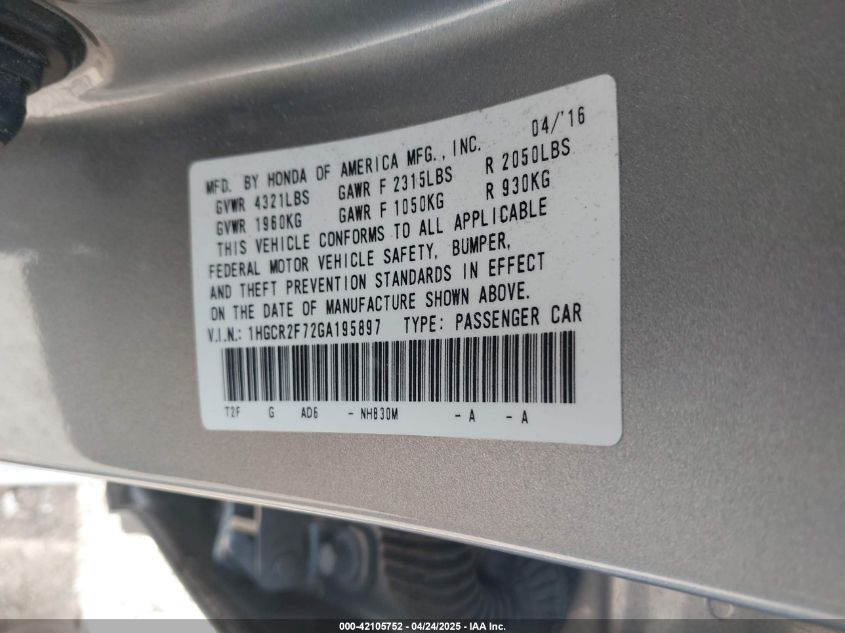 04/'16
MFD. BY HONDA OF AMERICA MFG., INC.
GVWR 4321LBS GAWR F 2315LBS R 2050LBS
GVWR 1960KG GAWR F 1050KG R 930KG
THIS VEHICLE CONFORMS TO ALL APPLICABLE
FEDERAL MOTOR VEHICLE SAFETY, BUMPER,
AND THEFT PREVENTION STANDARDS IN EFFECT
ON THE DATE OF MANUFACTURE SHOWN ABOVE.
V.I.N.: 1HGCR2F72GA195897 TYPE: PASSENGER CAR
T2F G AD6 - NH830M - A - A
000-42105752 | 04/24/2025 | IAA Inc.